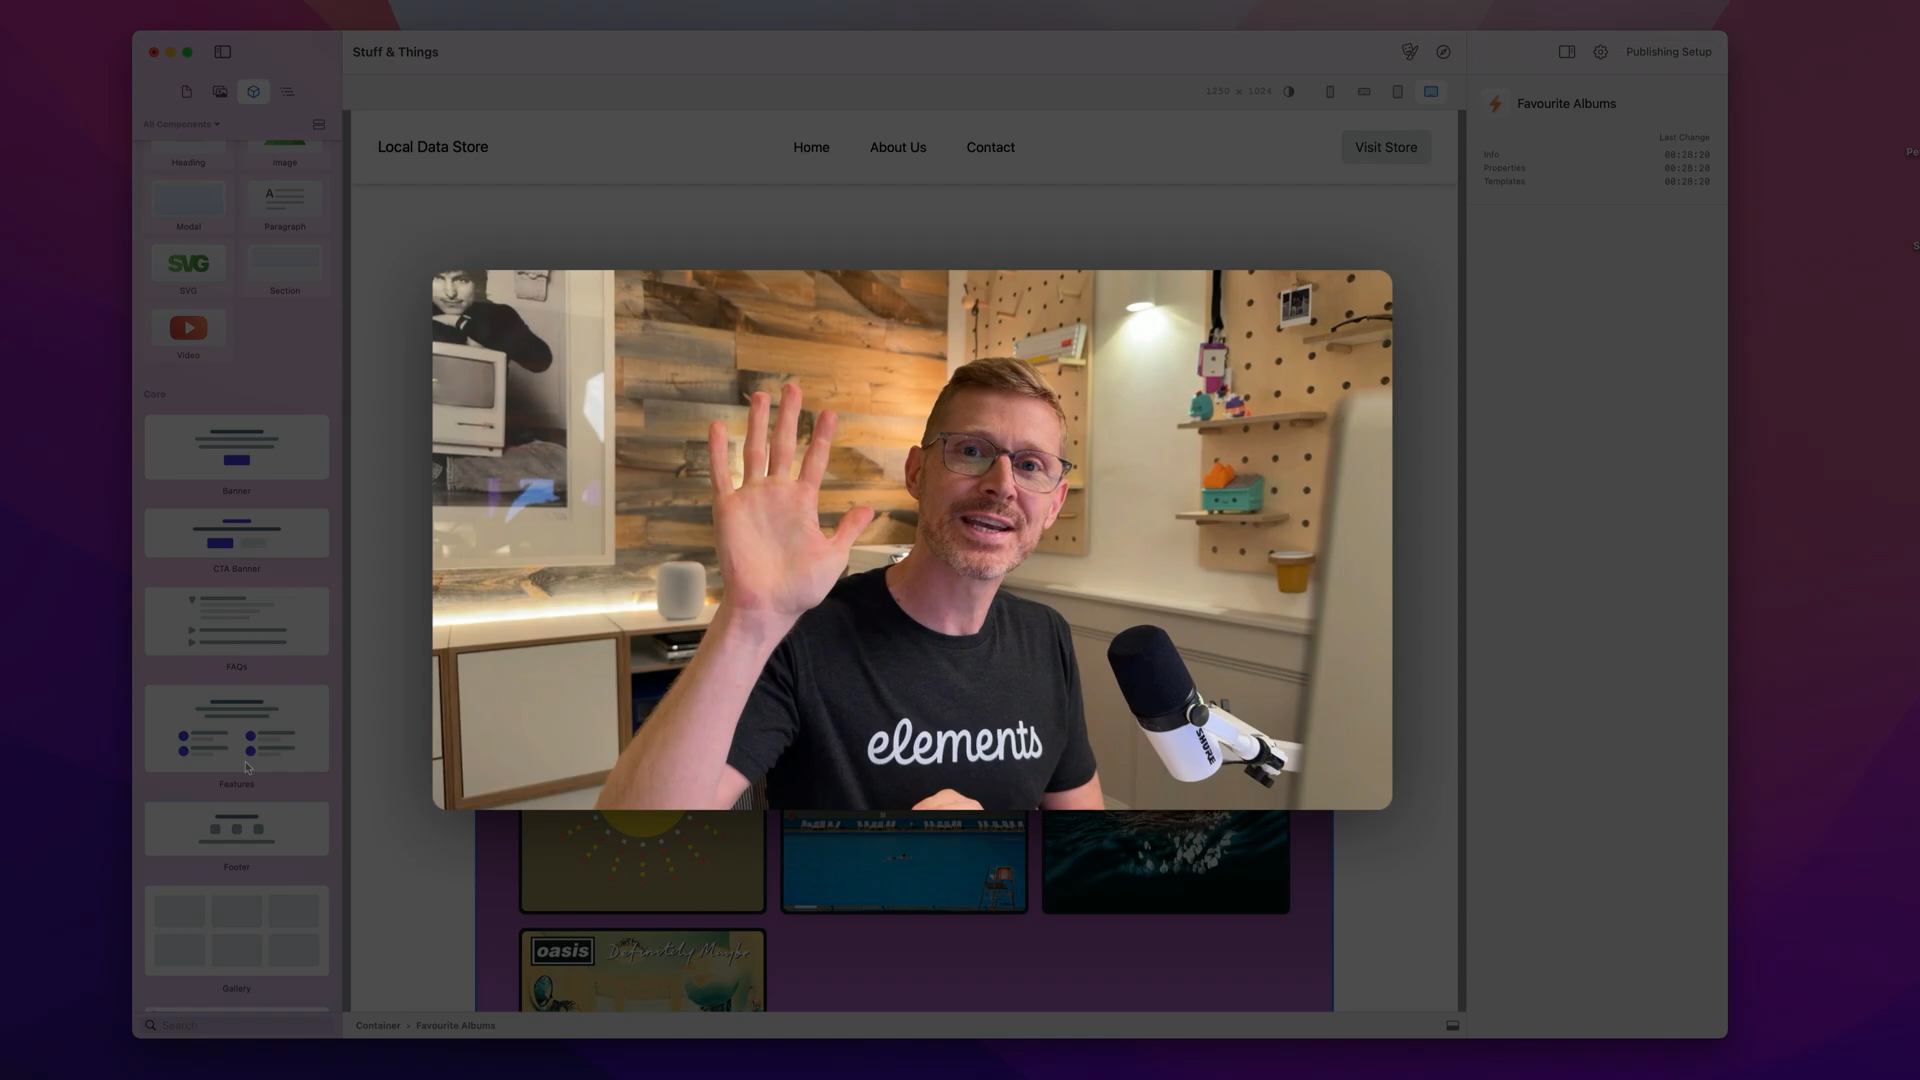 Stuff & Things
1250 x 1024
Publishing Setup
All Components
Heading
Image
Modal
A
Paragraph
SVG
SVG
Section
Video
Core
Banner
CTA Banner
FAQs
Features
Footer
Gallery
Search
Local Data Store
Home
About Us
Contact
Visit Store
elements
SHURE
oasis
Definitely Maybe
Container
Favourite Albums
Favourite Albums
Last Change
Info
00:28:20
Properties
00:28:20
Templates
00:28:20